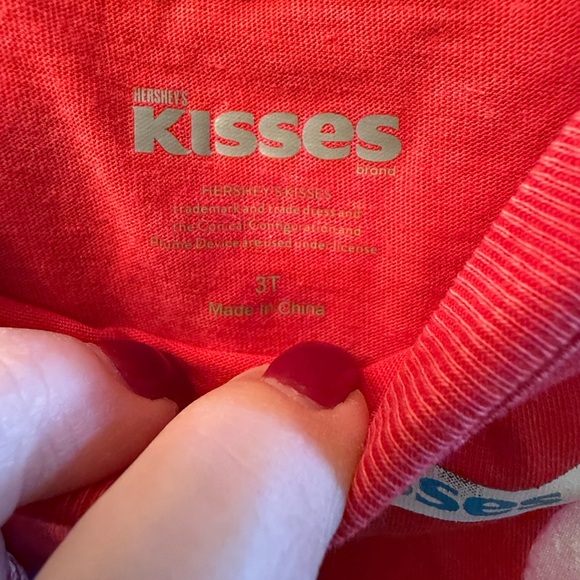 HERSHEY'S
KISSES
brand
HERSHEY'S KISSES
trademark and trade dress and
the Conical Configuration and
Plume Device are used under license
3T
Made in China
sses